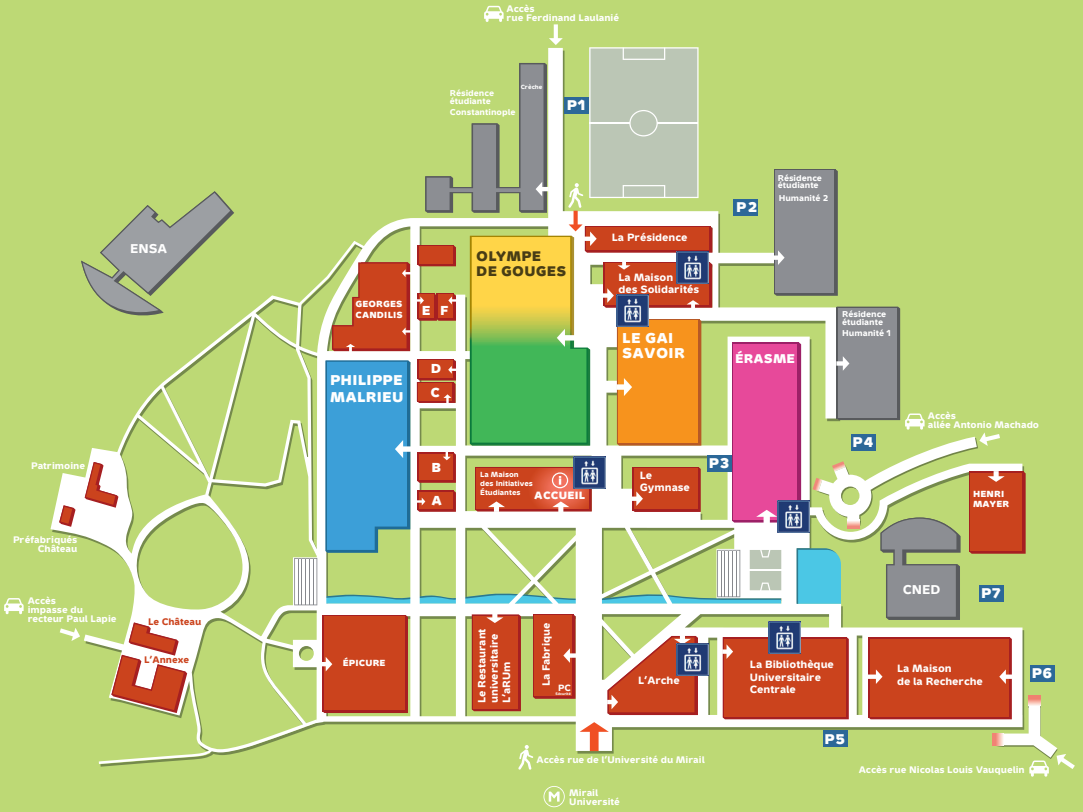 Accès
rue Ferdinand Laulanié
Résidence
étudiante
Constantinople
Crèche
P1
Résidence
étudiante
Humanité 2
P2
ENSA
La Présidence
OLYMPE
DE GOUGES
La Maison
des Solidarités
GEORGES
CANDILIS
E
F
Résidence
étudiante
Humanité 1
LE GAI
SAVOIR
ÉRASME
PHILIPPE
MALRIEU
D
C
Accès
allée Antonio Machado
P4
Patrimoine
B
A
La Maison
des Initiatives
Étudiantes
i
ACCUEIL
Le
Gymnase
P3
HENRI
MAYER
Préfabriqués
Château
CNED
P7
Accès
impasse du
recteur Paul Lapie
Le Château
L'Annexe
ÉPICURE
Le Restaurant
universitaire
L'aRUm
La Fabrique
PC
Sécurité
L'Arche
La Bibliothèque
Universitaire
Centrale
La Maison
de la Recherche
P6
P5
Accès rue de l'Université du Mirail
Accès rue Nicolas Louis Vauquelin
M
Mirail
Université